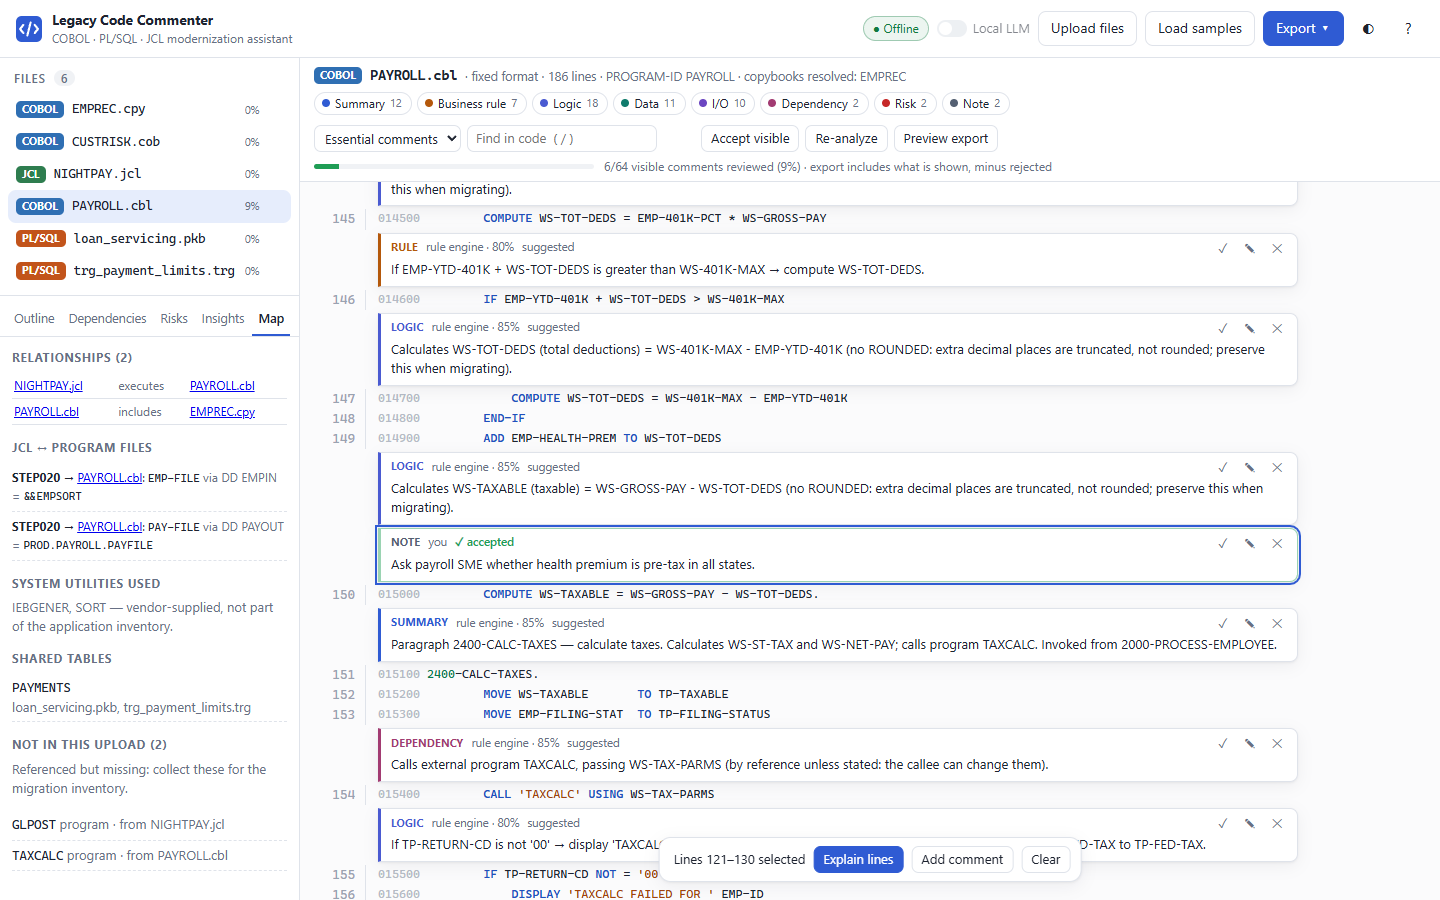 Legacy Code Commenter
COBOL · PL/SQL · JCL modernization assistant
Offline
Local LLM
Upload files
Load samples
Export
?
FILES 6
COBOL EMPREC.cpy 0%
COBOL CUSTRISK.cob 0%
JCL NIGHTPAY.jcl 0%
COBOL PAYROLL.cbl 9%
PL/SQL loan_servicing.pkb 0%
PL/SQL trg_payment_limits.trg 0%
Outline Dependencies Risks Insights Map
RELATIONSHIPS (2)
NIGHTPAY.jcl executes PAYROLL.cbl
PAYROLL.cbl includes EMPREC.cpy
JCL ↔ PROGRAM FILES
STEP020 → PAYROLL.cbl: EMP-FILE via DD EMPIN
= &&EMPSORT
STEP020 → PAYROLL.cbl: PAY-FILE via DD PAYOUT
= PROD.PAYROLL.PAYFILE
SYSTEM UTILITIES USED
IEBGENER, SORT — vendor-supplied, not part
of the application inventory.
SHARED TABLES
PAYMENTS
loan_servicing.pkb, trg_payment_limits.trg
NOT IN THIS UPLOAD (2)
Referenced but missing: collect these for the
migration inventory.
GLPOST program · from NIGHTPAY.jcl
TAXCALC program · from PAYROLL.cbl
COBOL PAYROLL.cbl · fixed format · 186 lines · PROGRAM-ID PAYROLL · copybooks resolved: EMPREC
Summary 12 Business rule 7 Logic 18 Data 11 I/O 10 Dependency 2 Risk 2 Note 2
Essential comments Find in code ( / ) Accept visible Re-analyze Preview export
6/64 visible comments reviewed (9%) · export includes what is shown, minus rejected
this when migrating).
145 014500 COMPUTE WS-TOT-DEDS = EMP-401K-PCT * WS-GROSS-PAY
RULE rule engine · 80% suggested
If EMP-YTD-401K + WS-TOT-DEDS is greater than WS-401K-MAX → compute WS-TOT-DEDS.
146 014600 IF EMP-YTD-401K + WS-TOT-DEDS > WS-401K-MAX
LOGIC rule engine · 85% suggested
Calculates WS-TOT-DEDS (total deductions) = WS-401K-MAX - EMP-YTD-401K (no ROUNDED: extra decimal places are truncated, not rounded; preserve
this when migrating).
147 014700 COMPUTE WS-TOT-DEDS = WS-401K-MAX - EMP-YTD-401K
148 014800 END-IF
149 014900 ADD EMP-HEALTH-PREM TO WS-TOT-DEDS
LOGIC rule engine · 85% suggested
Calculates WS-TAXABLE (taxable) = WS-GROSS-PAY - WS-TOT-DEDS (no ROUNDED: extra decimal places are truncated, not rounded; preserve this when
migrating).
NOTE you ✓ accepted
Ask payroll SME whether health premium is pre-tax in all states.
150 015000 COMPUTE WS-TAXABLE = WS-GROSS-PAY - WS-TOT-DEDS.
SUMMARY rule engine · 85% suggested
Paragraph 2400-CALC-TAXES — calculate taxes. Calculates WS-ST-TAX and WS-NET-PAY; calls program TAXCALC. Invoked from 2000-PROCESS-EMPLOYEE.
151 015100 2400-CALC-TAXES.
152 015200 MOVE WS-TAXABLE TO TP-TAXABLE
153 015300 MOVE EMP-FILING-STAT TO TP-FILING-STATUS
DEPENDENCY rule engine · 85% suggested
Calls external program TAXCALC, passing WS-TAX-PARMS (by reference unless stated: the callee can change them).
154 015400 CALL 'TAXCALC' USING WS-TAX-PARMS
LOGIC rule engine · 80% suggested
If TP-RETURN-CD is not '00' → display 'TAXCAL D-TAX to TP-FED-TAX.
155 015500 IF TP-RETURN-CD NOT = '00
156 015600 DISPLAY 'TAXCALC FAILED FOR ' EMP-ID
Lines 121–130 selected Explain lines Add comment Clear